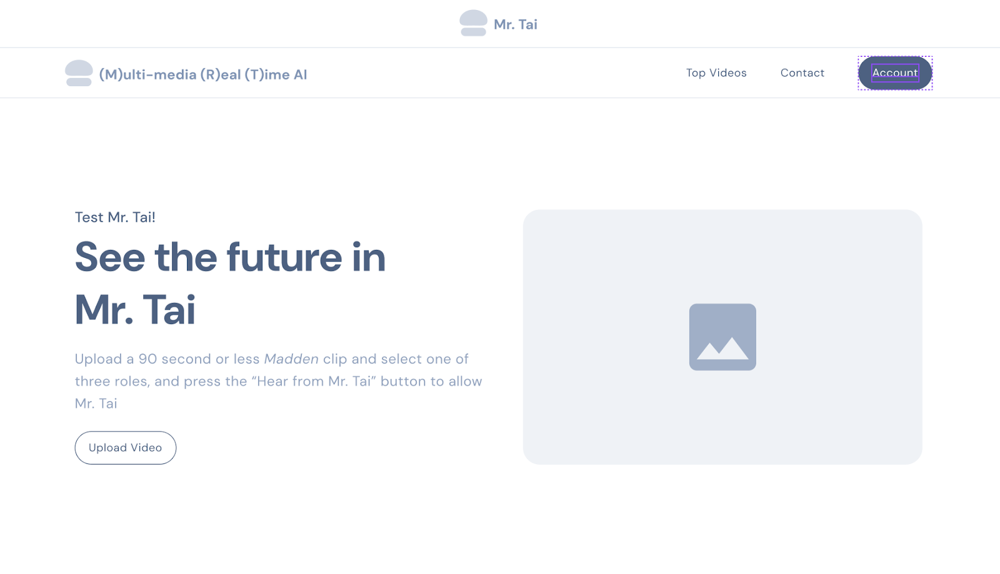 Mr. Tai
(M)ulti-media (R)eal (T)ime AI
Top Videos
Contact
Account
Test Mr. Tai!
See the future in
Mr. Tai
Upload a 90 second or less Madden clip and select one of
three roles, and press the “Hear from Mr. Tai” button to allow
Mr. Tai
Upload Video